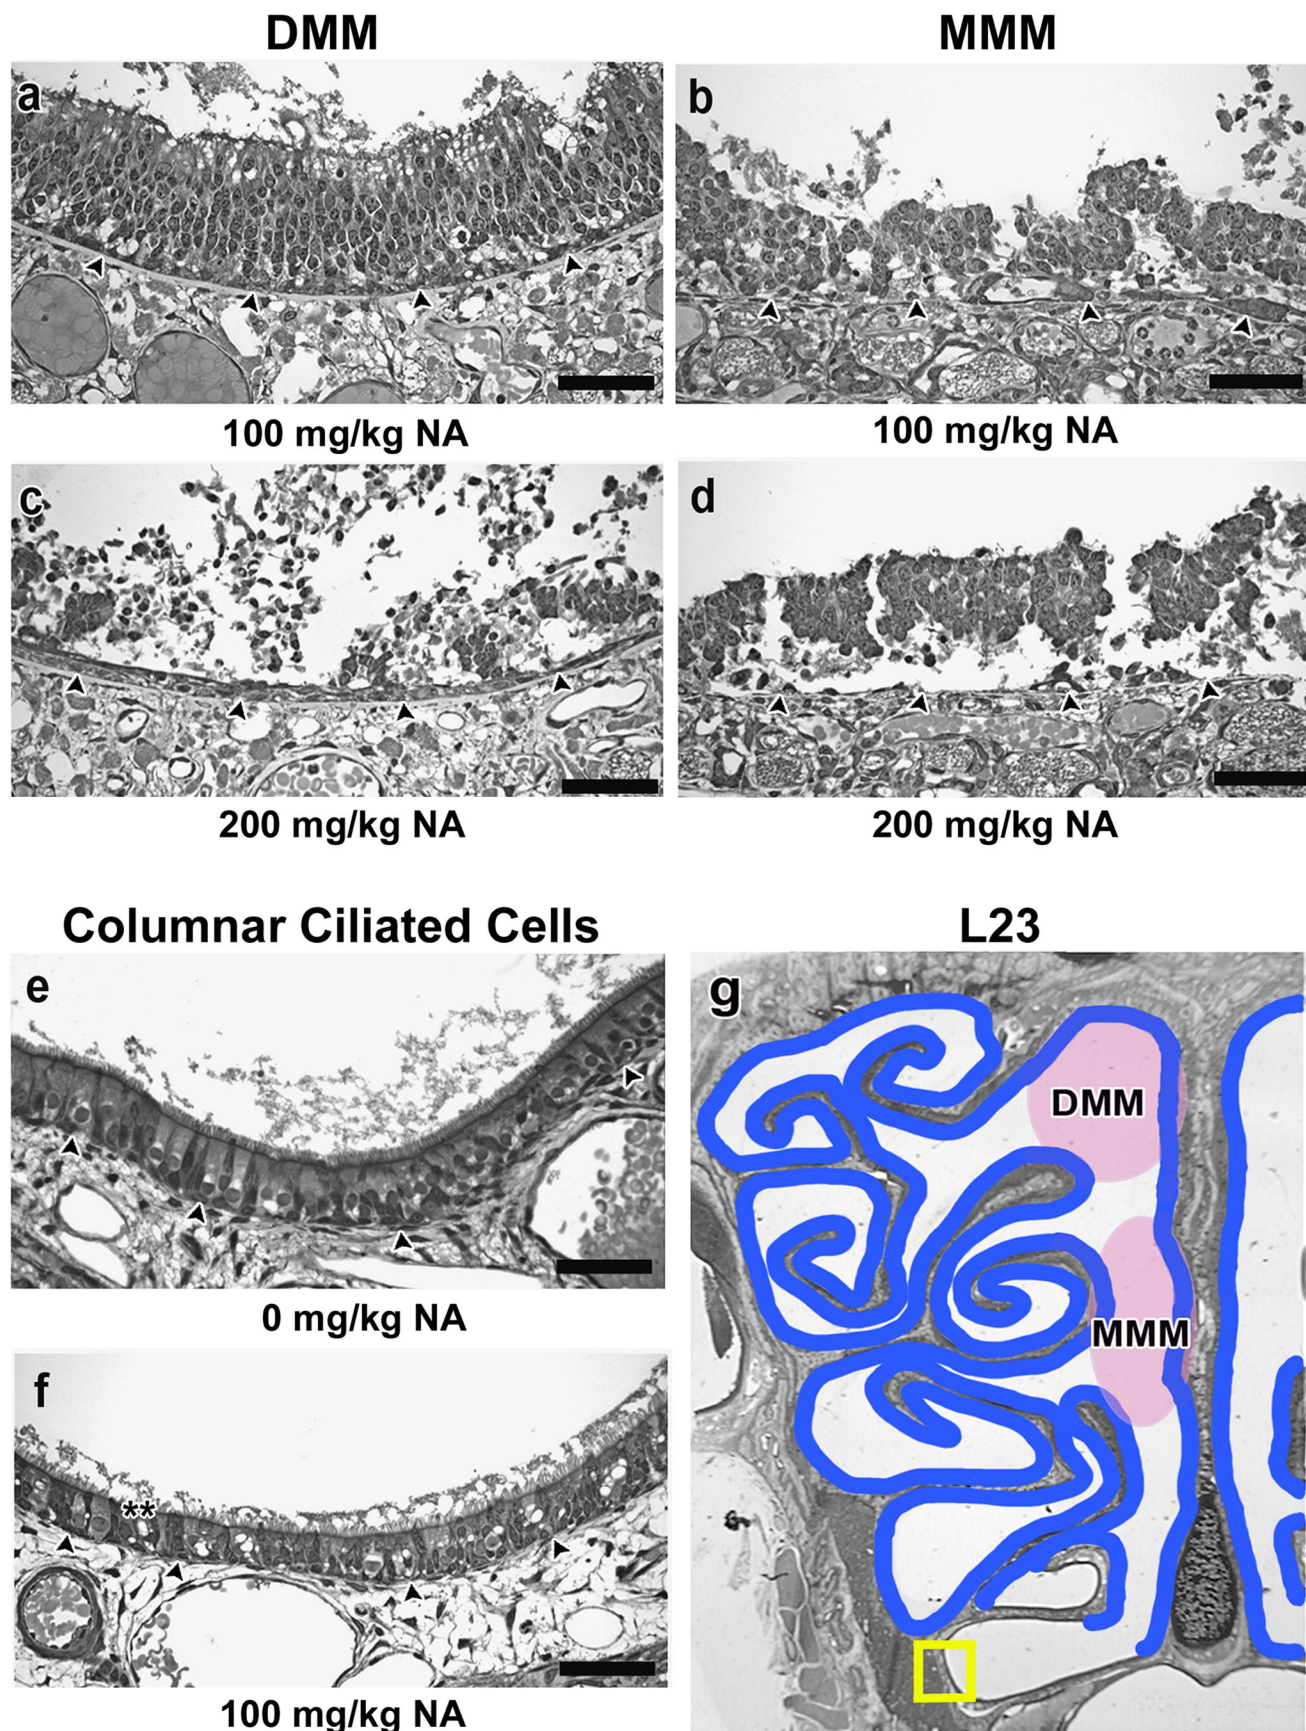 DMM
MMM
a
b
100 mg/kg NA
100 mg/kg NA
c
d
200 mg/kg NA
200 mg/kg NA
Columnar Ciliated Cells
L23
e
g
DMM
0 mg/kg NA
MMM
f
**
100 mg/kg NA